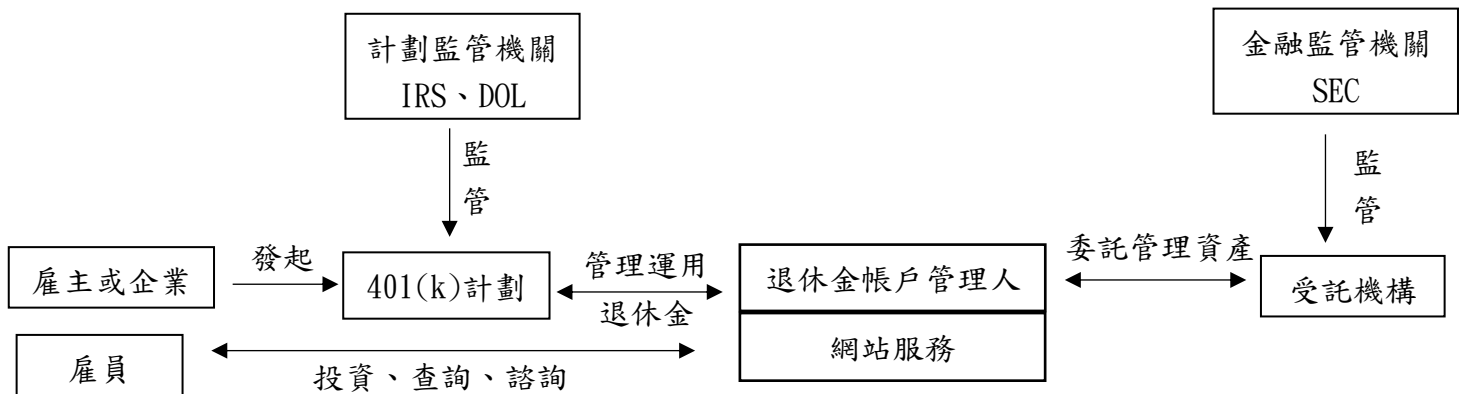 計劃監管機關
IRS、DOL
金融監管機關
SEC
監
管
監
管
雇主或企業
發起
401(k)計劃
管理運用
退休金
退休金帳戶管理人
網站服務
委託管理資產
受託機構
雇員
投資、查詢、諮詢